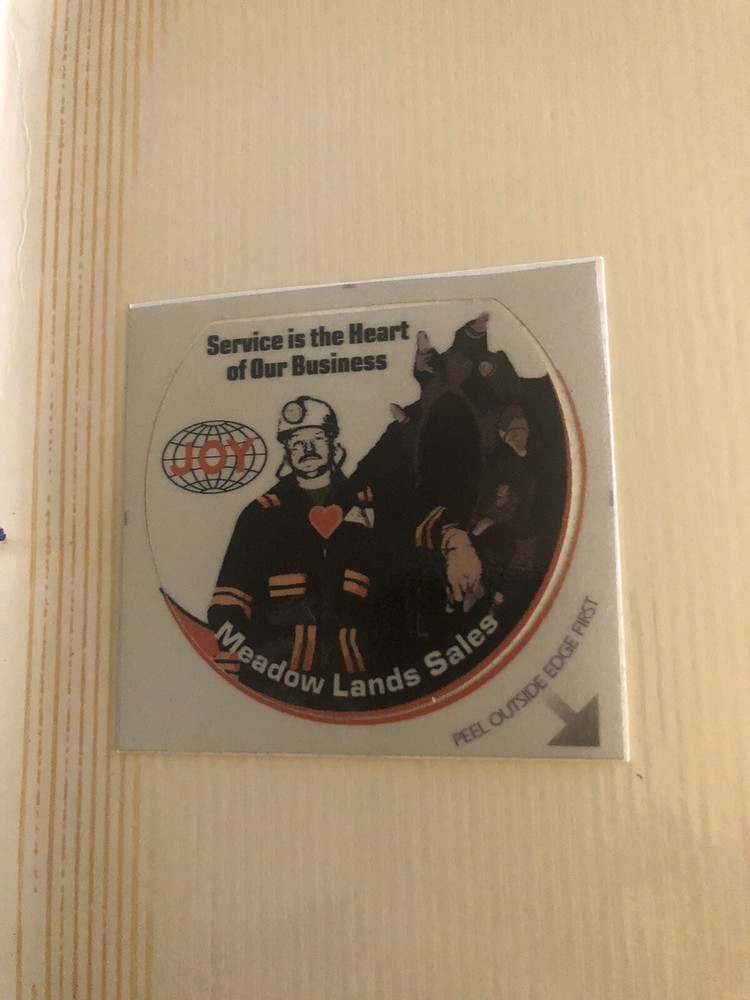 Service is the Heart
of Our Business
JOY
Meadow Lands Sales
PEEL OUTSIDE EDGE FIRST